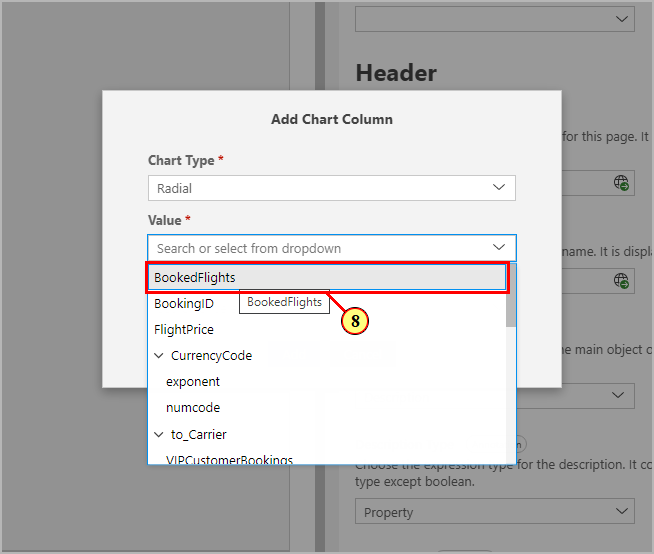 Header
Add Chart Column
for this page. It
Chart Type *
Radial
Value *
Search or select from dropdown
name. It is displa
BookedFlights
BookingID
BookedFlights
8
FlightPrice
CurrencyCode
he main object o
exponent
numcode
to_Carrier
VIPCustomerBookings
Choose the expression type for the description. It co
type except boolean.
Property